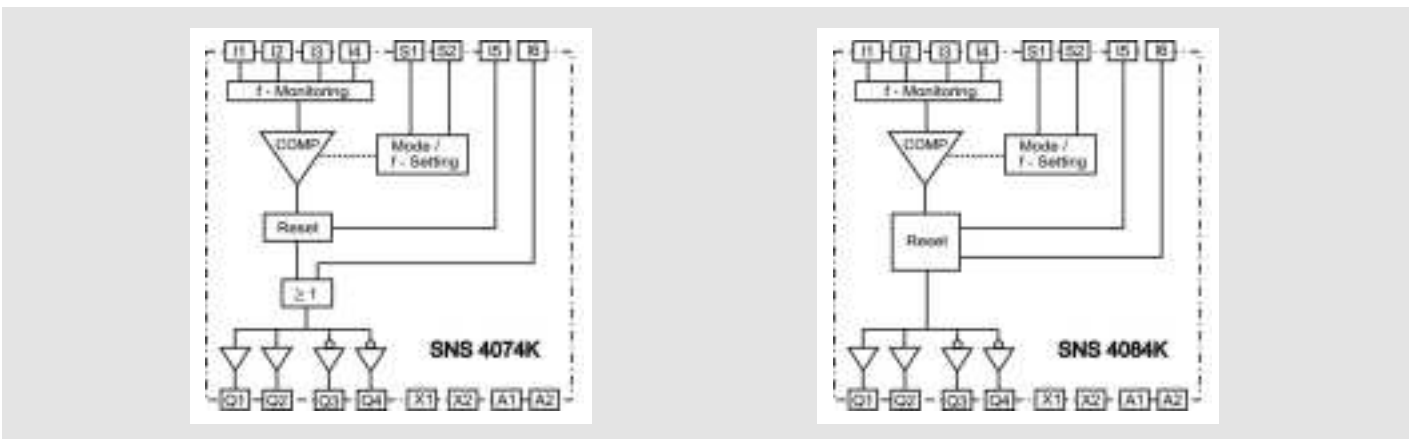 I1 I2 I3 I4 S1 S2 I5 I6
f - Monitoring
COMP
Mode /
f - Setting
Reset
≥ 1
SNS 4074K
Q1 Q2 Q3 Q4 X1 X2 A1 A2
I1 I2 I3 I4 S1 S2 I5 I6
f - Monitoring
COMP
Mode /
f - Setting
Reset
SNS 4084K
Q1 Q2 Q3 Q4 X1 X2 A1 A2